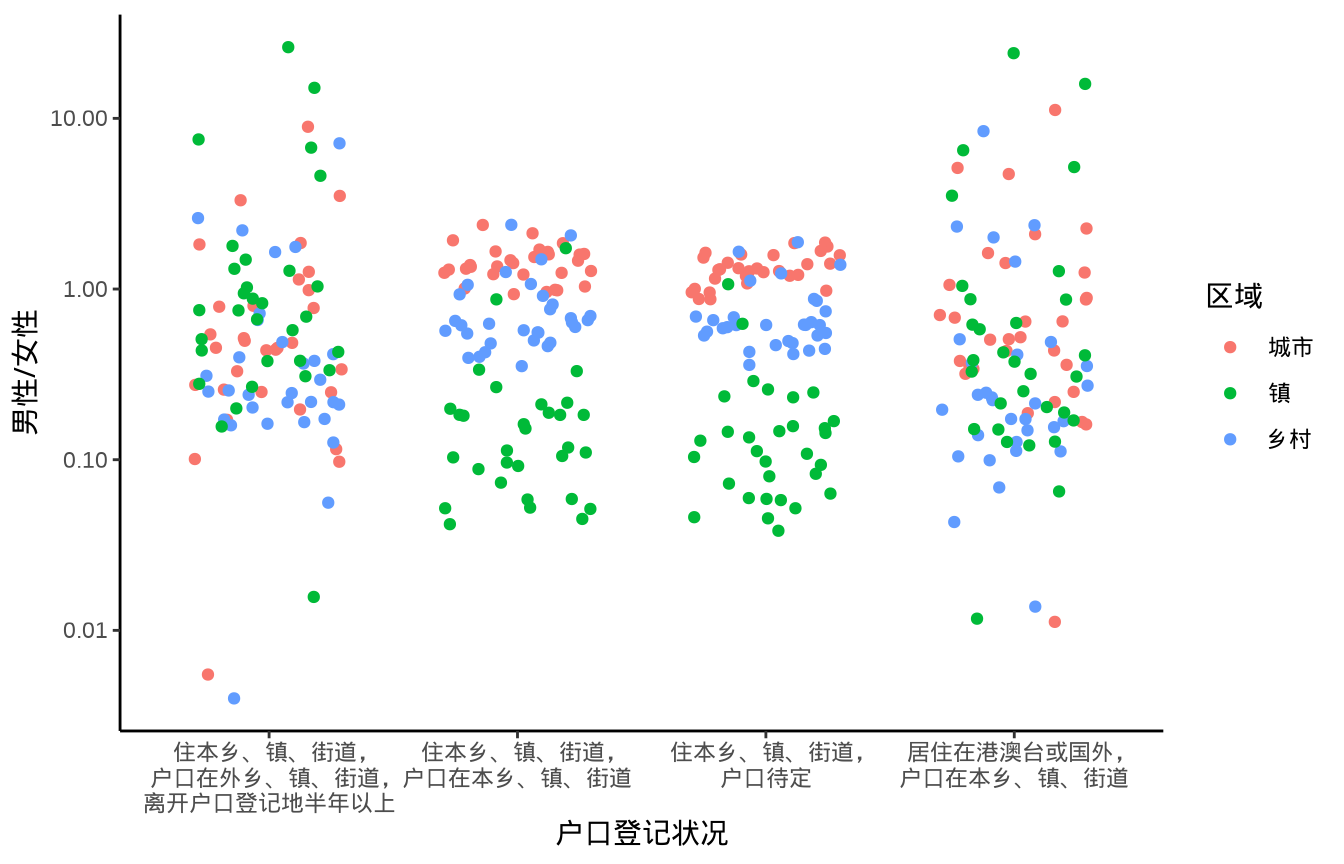 男性/女性
10.00
1.00
0.10
0.01
住本乡、镇、街道，
户口在外乡、镇、街道，
离开户口登记地半年以上
住本乡、镇、街道，
户口在本乡、镇、街道
住本乡、镇、街道，
户口待定
居住在港澳台或国外，
户口在本乡、镇、街道
户口登记状况
区域
城市
镇
乡村